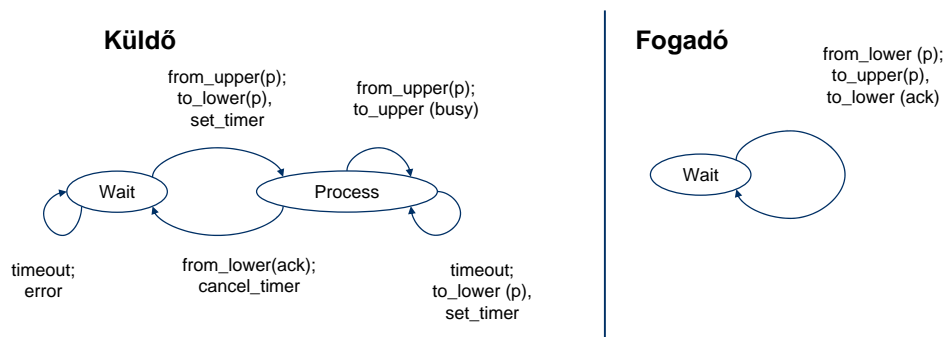 Küldő
from_upper(p);
to_lower(p),
set_timer
from_upper(p);
to_upper (busy)
Wait
Process
timeout;
error
from_lower(ack);
cancel_timer
timeout;
to_lower (p),
set_timer
Fogadó
from_lower (p);
to_upper(p),
to_lower (ack)
Wait